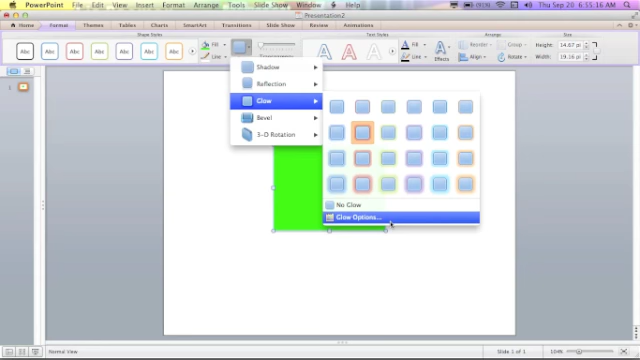 PowerPoint File Edit View Insert Format Arrange Tools Slide Show Window Help
Thu Sep 20 6:55:16 AM
Presentation2
Home Format Themes Tables Charts SmartArt Transitions Animations Slide Show Review
Shape Styles Text Styles Arrange Size
Abc Abc Abc Abc Abc Abc
Fill
Line
A A A
Fill
Line
Effects
Reorder
Align
Group
Rotate
Height: 14.67 pi
Width: 19.16 pi
Shadow
Reflection
Glow
Bevel
3-D Rotation
No Glow
Glow Options...
Normal View
Slide 1 of 1
104%